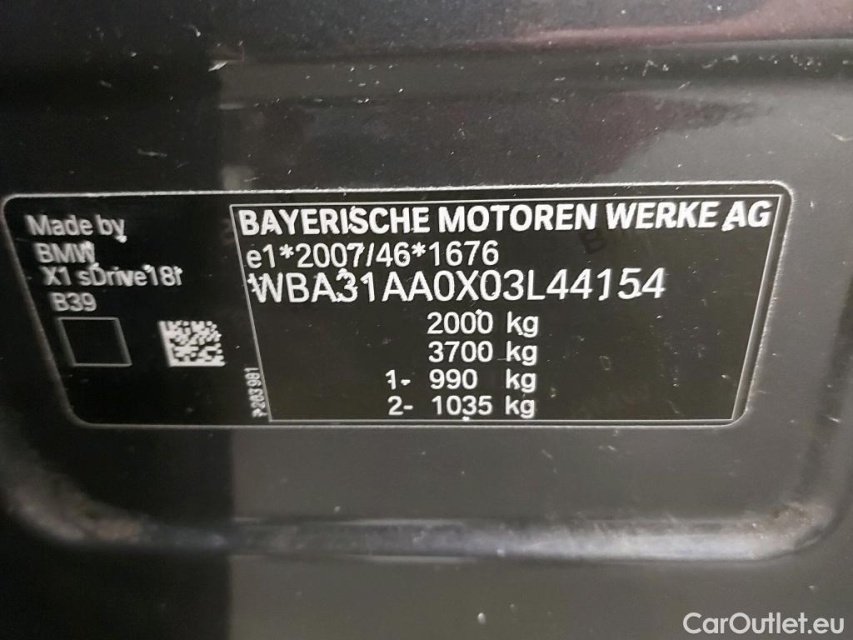 Made by
BMW
X1 sDrive18i
B39
BAYERISCHE MOTOREN WERKE AG
e1*2007/46*1676
WBA31AA0X03L44154
2000 kg
3700 kg
1- 990 kg
2- 1035 kg
CarOutlet.eu